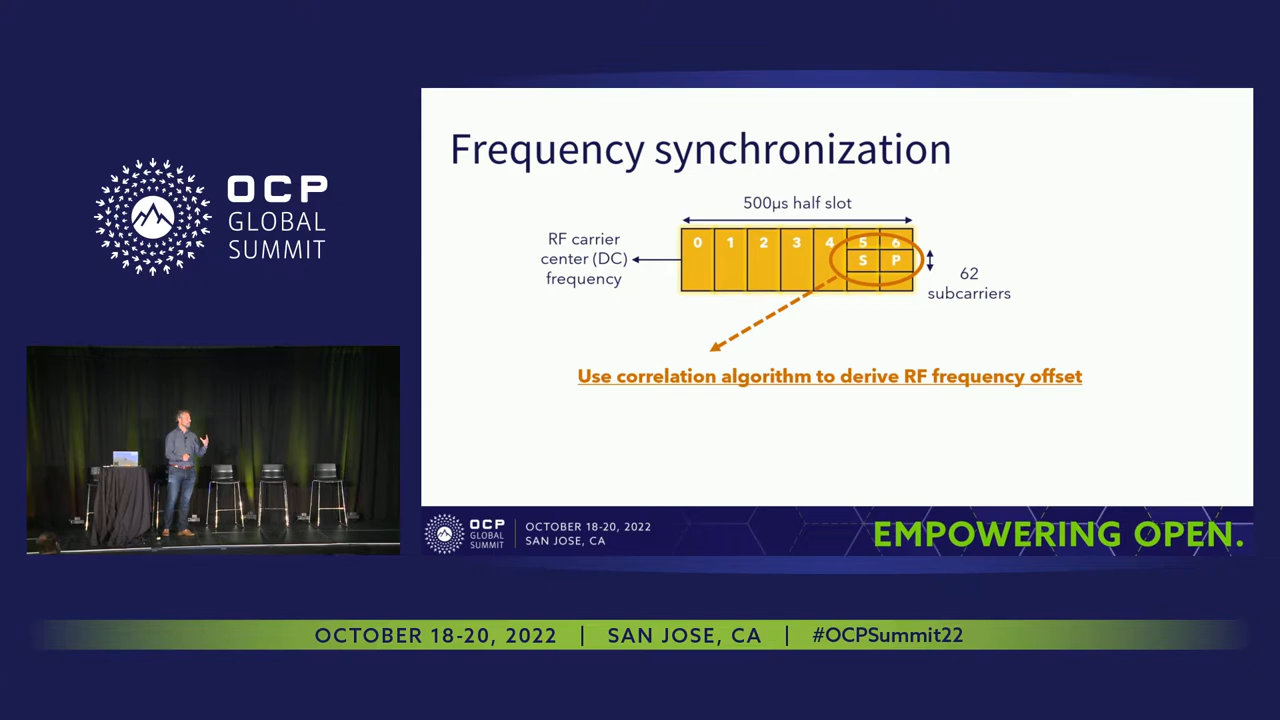 OCP
GLOBAL
SUMMIT
Frequency synchronization
500µs half slot
RF carrier
center (DC)
frequency
0 1 2 3 4 5 6
S P
62
subcarriers
Use correlation algorithm to derive RF frequency offset
OCP
GLOBAL
SUMMIT
OCTOBER 18-20, 2022
SAN JOSE, CA
EMPOWERING OPEN.
OCTOBER 18-20, 2022 | SAN JOSE, CA | #OCPSummit22